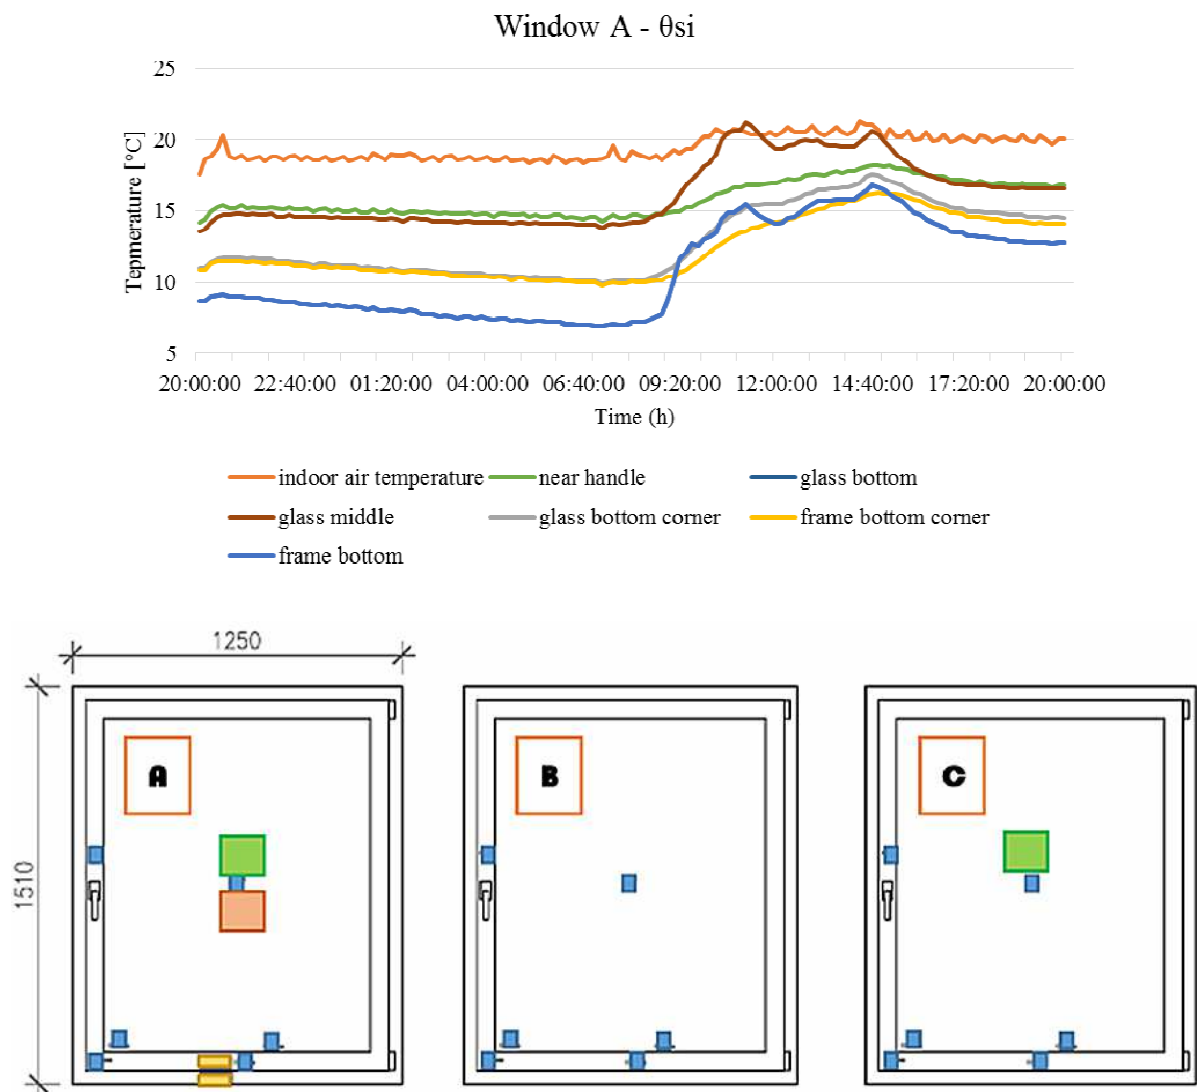 Window A - θsi
25
20
15
10
5
Tepmerature [°C]
20:00:00 22:40:00 01:20:00 04:00:00 06:40:00 09:20:00 12:00:00 14:40:00 17:20:00 20:00:00
Time (h)
indoor air temperature near handle glass bottom
glass middle glass bottom corner frame bottom corner
frame bottom
1250
1510
A B C